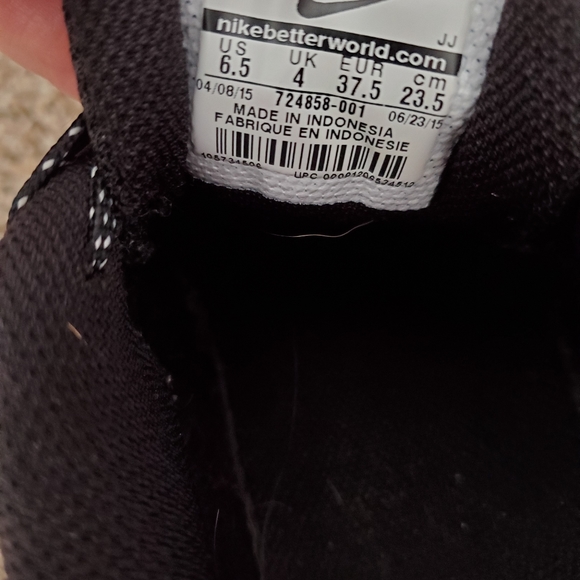 nikebetterworld.com
JJ
US UK EUR cm
6.5 4 37.5 23.5
04/08/15 724858-001 06/23/15
MADE IN INDONESIA
FABRIQUE EN INDONESIE
UPC